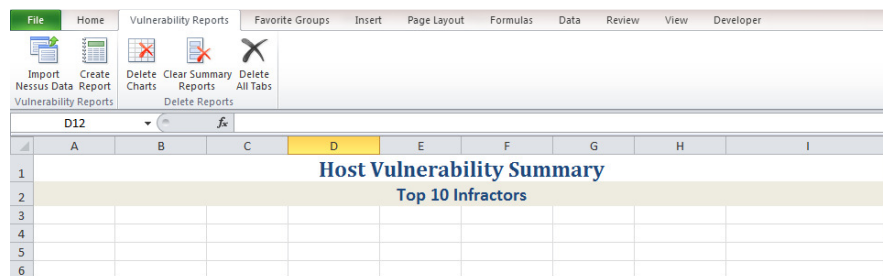 File Home Vulnerability Reports Favorite Groups Insert Page Layout Formulas Data Review View Developer
Import Create Delete Clear Summary Delete
Nessus Data Report Charts Reports All Tabs
Vulnerability Reports Delete Reports
D12 fx
A B C D E F G H I
1 Host Vulnerability Summary
2 Top 10 Infractors
3
4
5
6